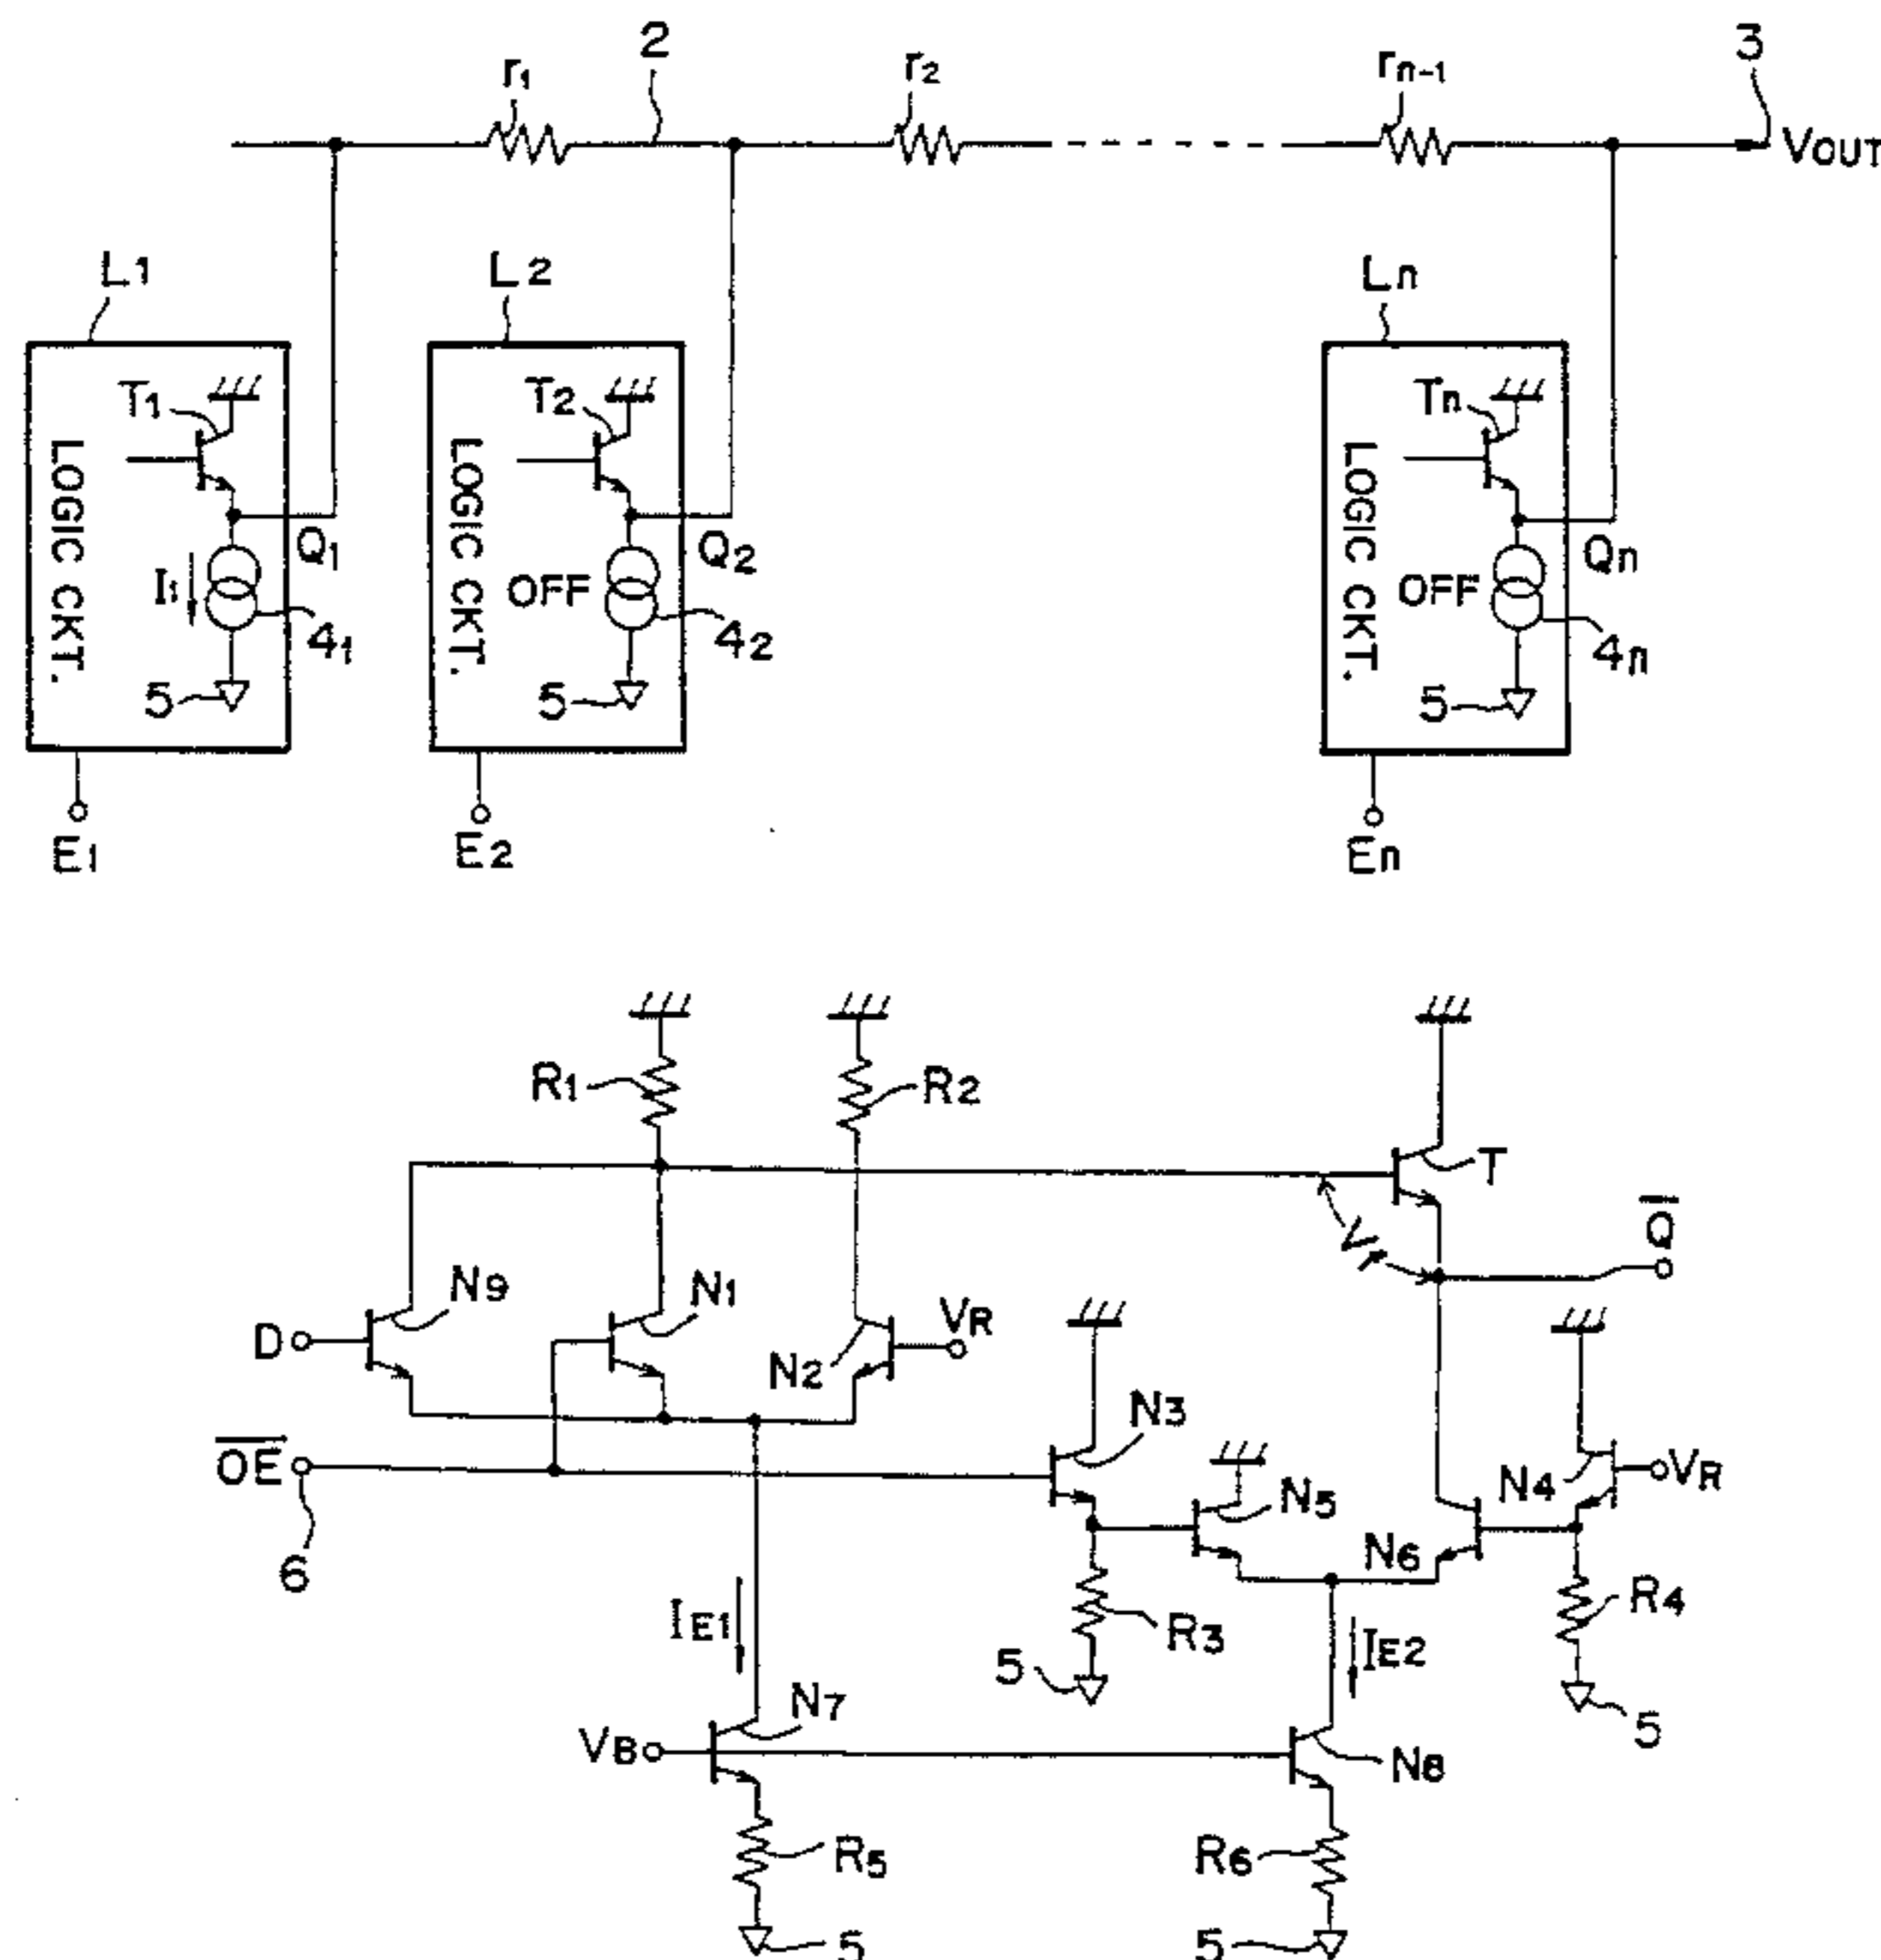 r1 2 r2 rn-1 3
VOUT
L1 L2 Ln
T1 T2 Tn
LOGIC CKT. LOGIC CKT. LOGIC CKT.
Q1 Q2 Qn
I1 OFF OFF
41 42 4n
5 5 5
E1 E2 En
R1 R2
T
Q̅
Vf
N9 N1 VR
D N2
N3
O̅E̅ N5 N4 VR
6 N6
IE1 R3 R4
5 IE2
N7 5
VB N8
R5 R6
5 5